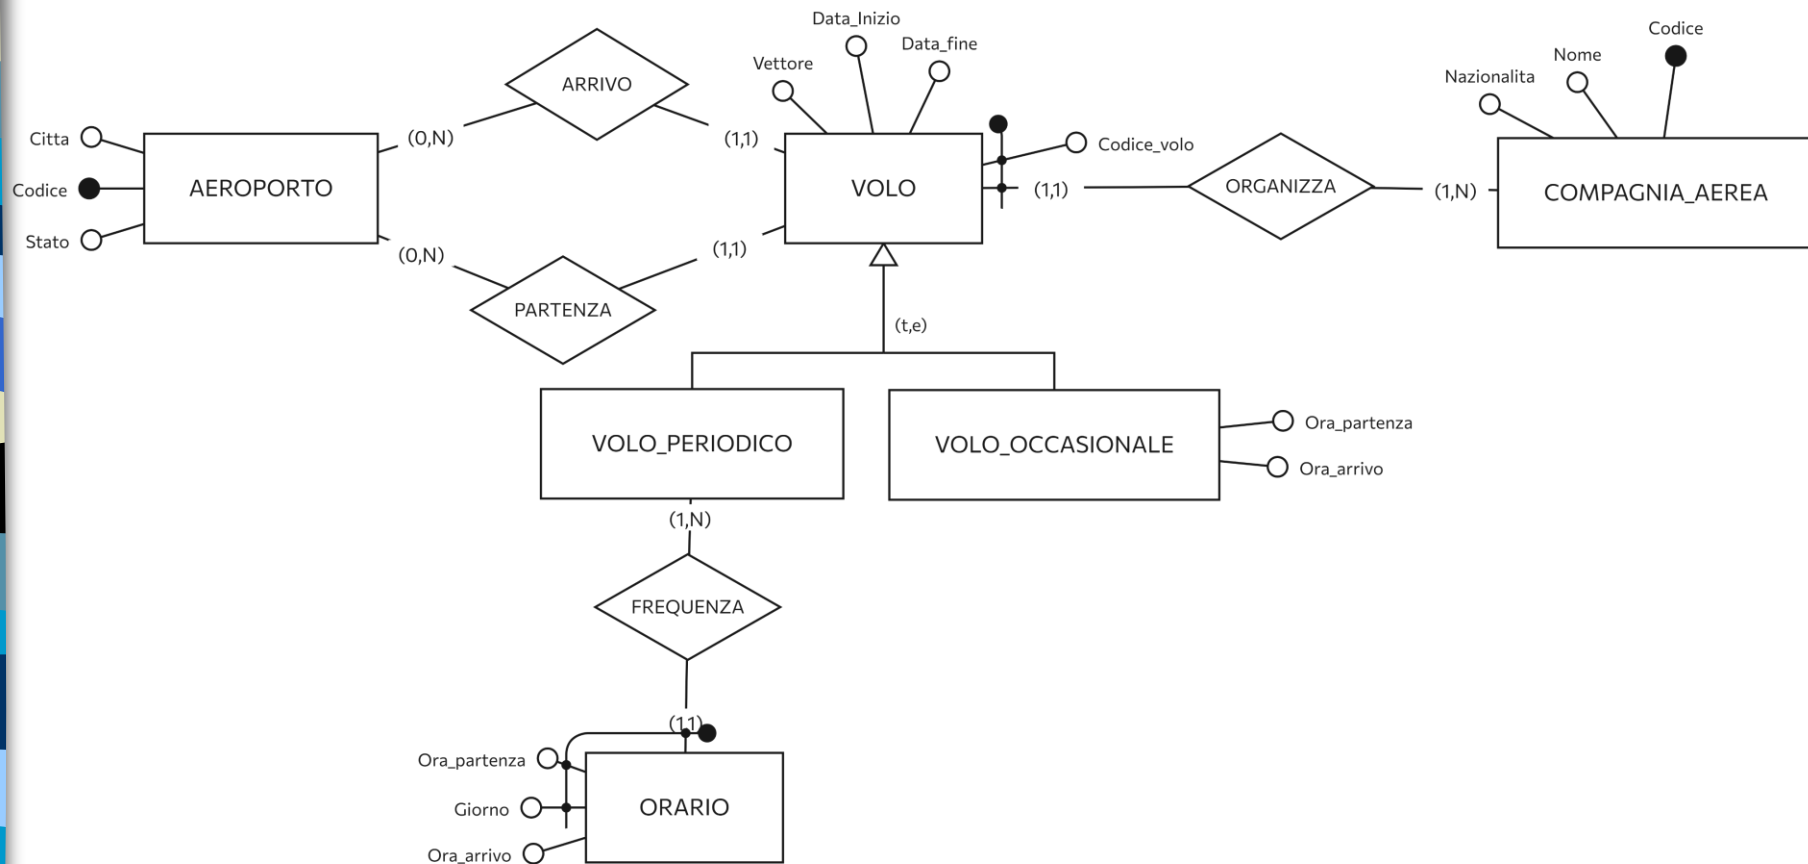 Data_Inizio
Codice
Data_fine
Nome
Vettore
Nazionalita
ARRIVO
(0,N)
(1,1)
Citta
Codice_volo
AEROPORTO
VOLO
(1,1)
ORGANIZZA
(1,N)
COMPAGNIA_AEREA
Codice
Stato
(0,N)
(1,1)
PARTENZA
(t,e)
VOLO_PERIODICO
VOLO_OCCASIONALE
Ora_partenza
Ora_arrivo
(1,N)
FREQUENZA
(1,1)
Ora_partenza
Giorno
ORARIO
Ora_arrivo